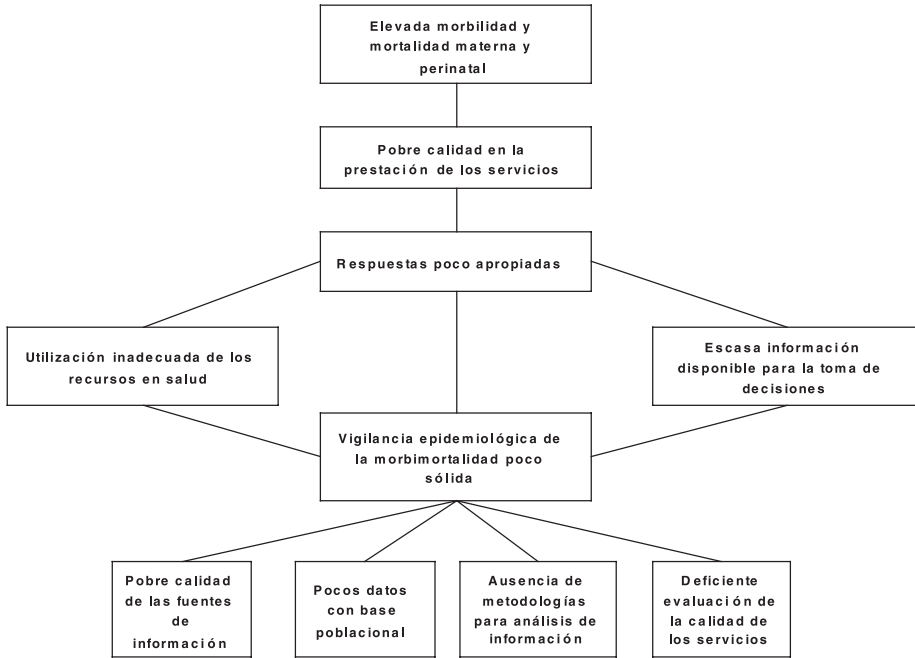 Elevada morbilidad y
mortalidad materna y
perinatal
Pobre calidad en la
prestación de los servicios
Respuestas poco apropiadas
Utilización inadecuada de los
recursos en salud
Escasa información
disponible para la toma de
decisiones
Vigilancia epidemiológica de
la morbimortalidad poco
sólida
Pobre calidad
de las fuentes
de
información
Pocos datos
con base
poblacional
Ausencia de
metodologías
para análisis de
información
Deficiente
evaluación de
la calidad de
los servicios